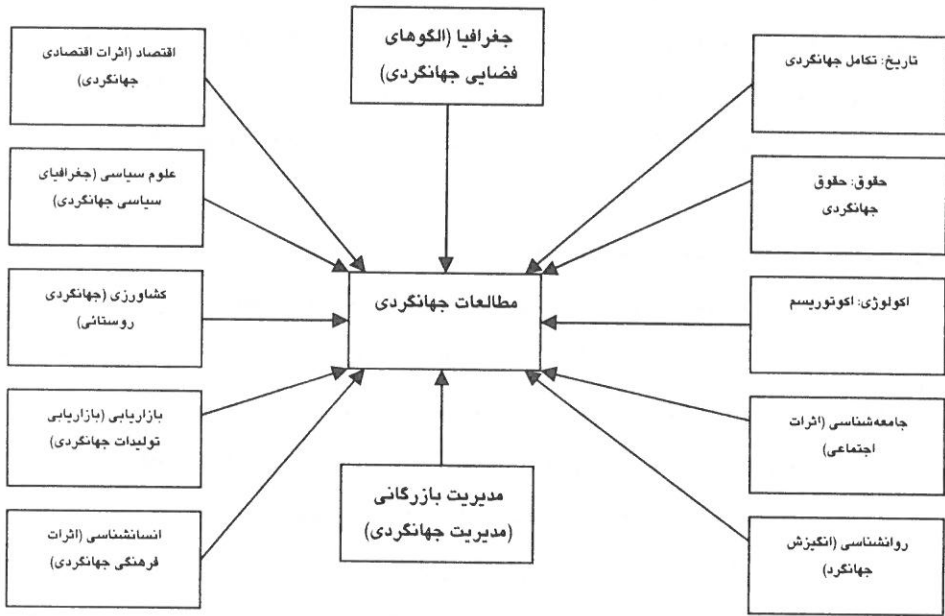 جغرافیا (الگوهای
فضایی جهانگردی)
تاریخ: تکامل جهانگردی
حقوق: حقوق
جهانگردی
اکولوژی: اکوتوریسم
جامعه‌شناسی (اثرات
اجتماعی)
روانشناسی (انگیزش
جهانگرد)
مطالعات جهانگردی
مدیریت بازرگانی
(مدیریت جهانگردی)
اقتصاد (اثرات اقتصادی
جهانگردی)
علوم سیاسی (جغرافیای
سیاسی جهانگردی)
کشاورزی (جهانگردی
روستائی)
بازاریابی (بازاریابی
تولیدات جهانگردی)
انسانشناسی (اثرات
فرهنگی جهانگردی)